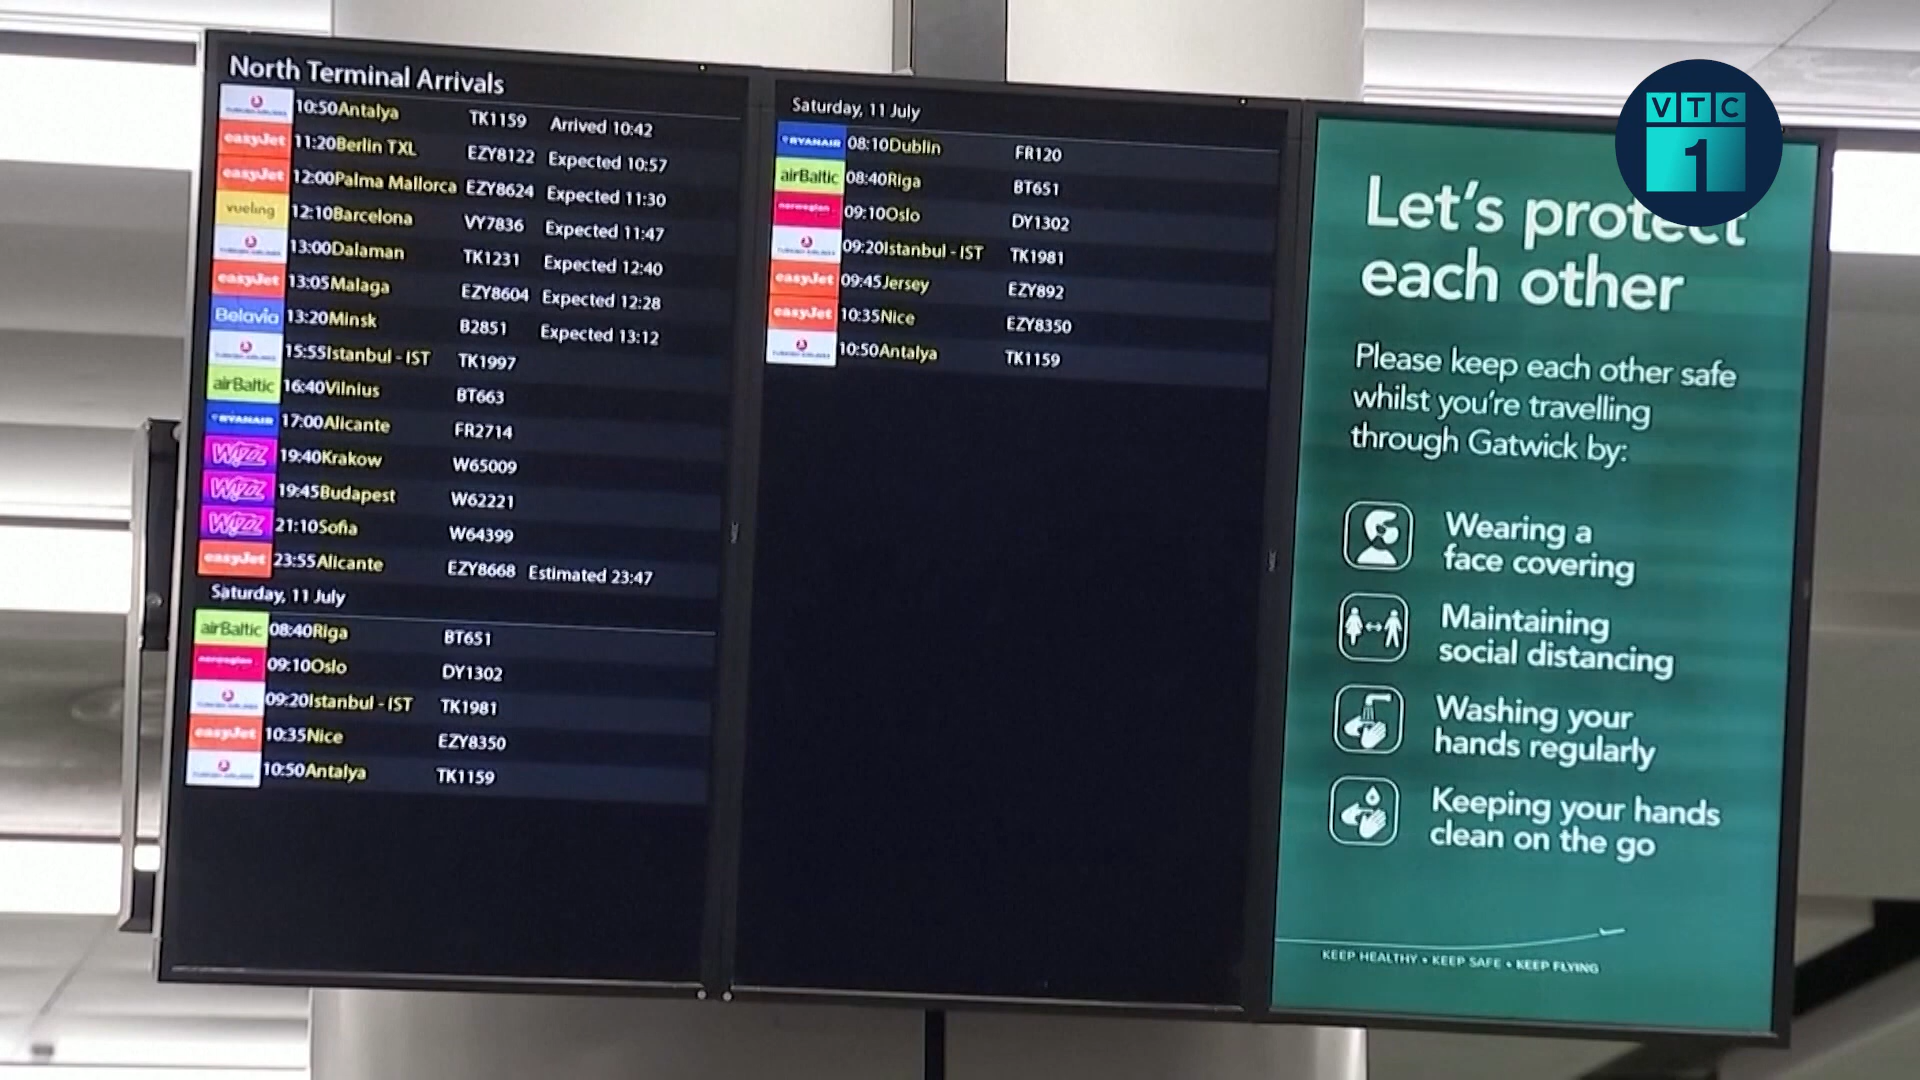 North Terminal Arrivals
10:50 Antalya TK1159 Arrived 10:42
easyJet 11:20 Berlin TXL EZY8122 Expected 10:57
easyJet 12:00 Palma Mallorca EZY8624 Expected 11:30
vueling 12:10 Barcelona VY7836 Expected 11:47
13:00 Dalaman TK1231 Expected 12:40
easyJet 13:05 Malaga EZY8604 Expected 12:28
Belavia 13:20 Minsk B2851 Expected 13:12
15:55 Istanbul - IST TK1997
airBaltic 16:40 Vilnius BT663
RYANAIR 17:00 Alicante FR2714
Wizz 19:40 Krakow W65009
Wizz 19:45 Budapest W62221
Wizz 21:10 Sofia W64399
easyJet 23:55 Alicante EZY8668 Estimated 23:47
Saturday, 11 July
airBaltic 08:40 Riga BT651
norwegian 09:10 Oslo DY1302
09:20 Istanbul - IST TK1981
easyJet 10:35 Nice EZY8350
10:50 Antalya TK1159
Saturday, 11 July
RYANAIR 08:10 Dublin FR120
airBaltic 08:40 Riga BT651
norwegian 09:10 Oslo DY1302
09:20 Istanbul - IST TK1981
easyJet 09:45 Jersey EZY892
easyJet 10:35 Nice EZY8350
10:50 Antalya TK1159
VTC
1
Let's protect
each other
Please keep each other safe
whilst you're travelling
through Gatwick by:
Wearing a
face covering
Maintaining
social distancing
Washing your
hands regularly
Keeping your hands
clean on the go
KEEP HEALTHY • KEEP SAFE • KEEP FLYING